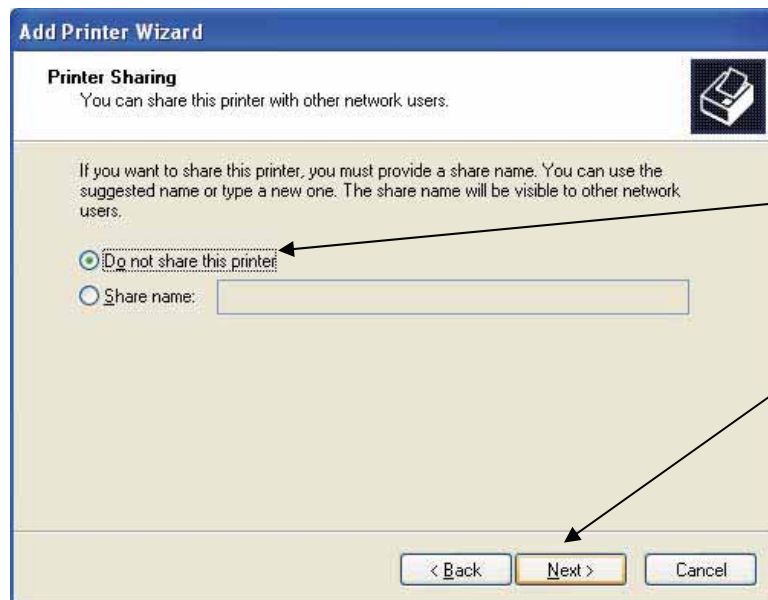 Add Printer Wizard
Printer Sharing
You can share this printer with other network users.
If you want to share this printer, you must provide a share name. You can use the
suggested name or type a new one. The share name will be visible to other network
users.
Do not share this printer
Share name:
< Back
Next >
Cancel